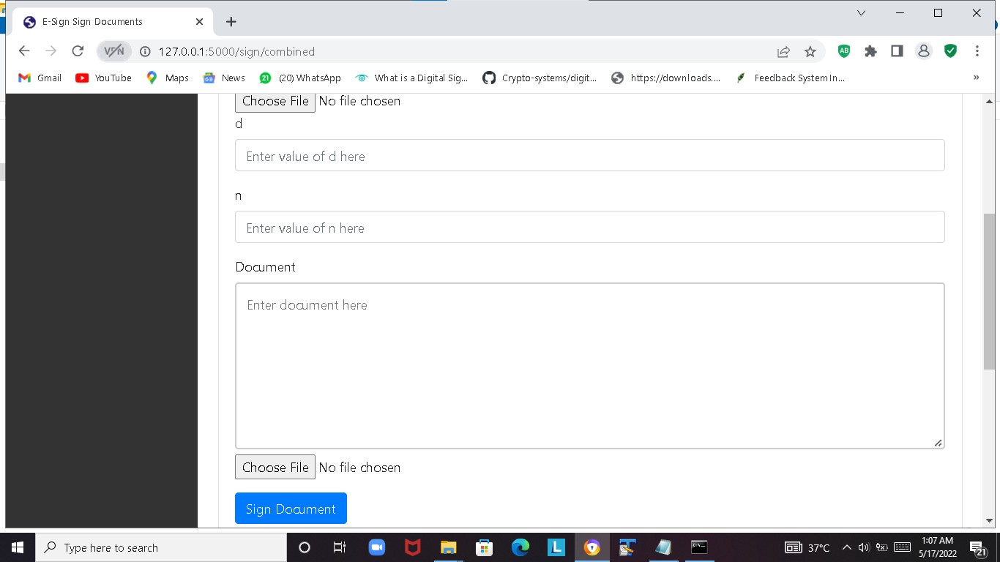 E-Sign Sign Documents
VPN
127.0.0.1:5000/sign/combined
AB
Gmail
YouTube
Maps
News
21
(20) WhatsApp
What is a Digital Sig...
Crypto-systems/digit...
https://downloads....
Feedback System In...
»
Choose File No file chosen
d
Enter value of d here
n
Enter value of n here
Document
Enter document here
Choose File No file chosen
Sign Document
Type here to search
L
37°C
1:07 AM
5/17/2022
21